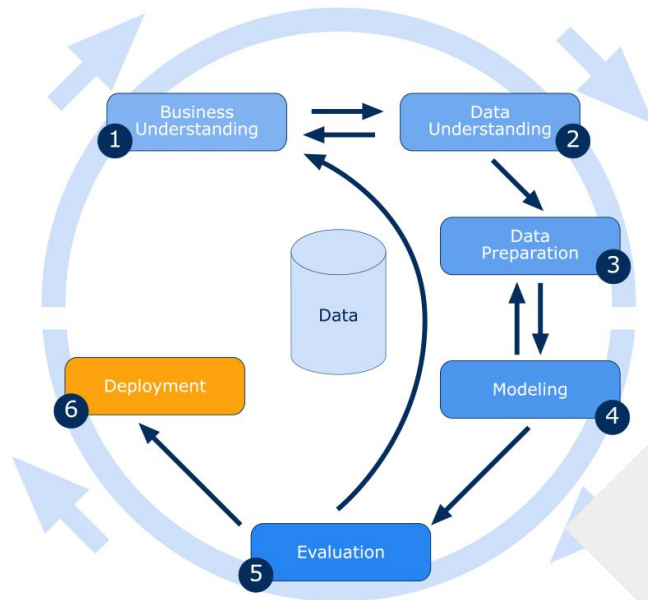 Business
Understanding
1
Data
Understanding
2
Data
Preparation
3
Data
Deployment
6
Modeling
4
Evaluation
5